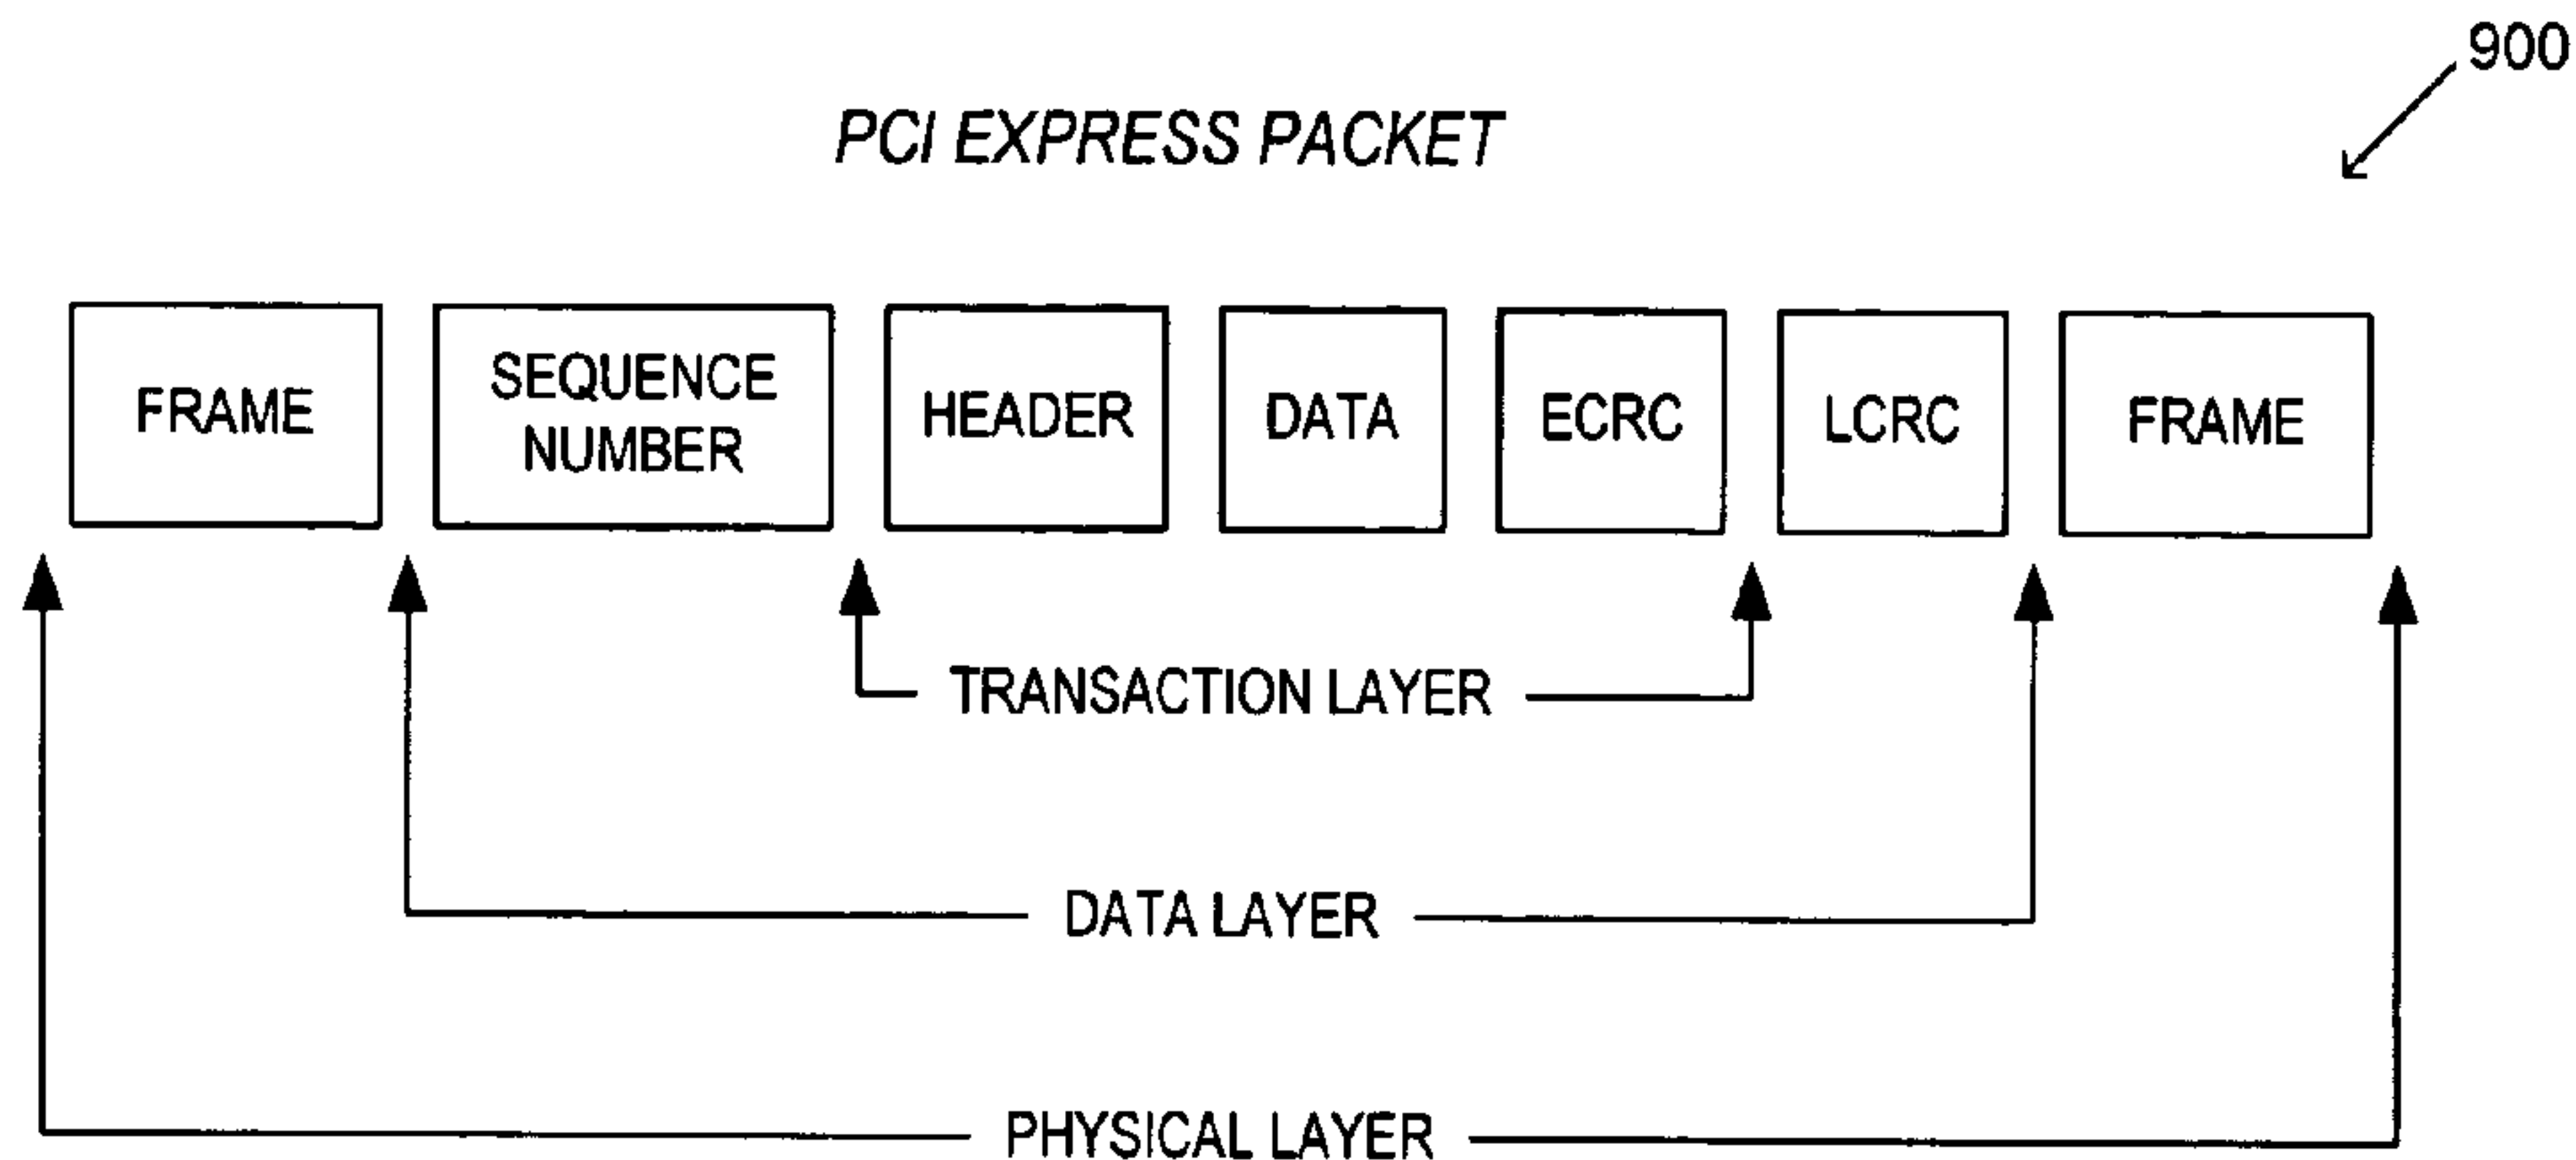 900
PCI EXPRESS PACKET
FRAME
SEQUENCE
NUMBER
HEADER
DATA
ECRC
LCRC
FRAME
TRANSACTION LAYER
DATA LAYER
PHYSICAL LAYER